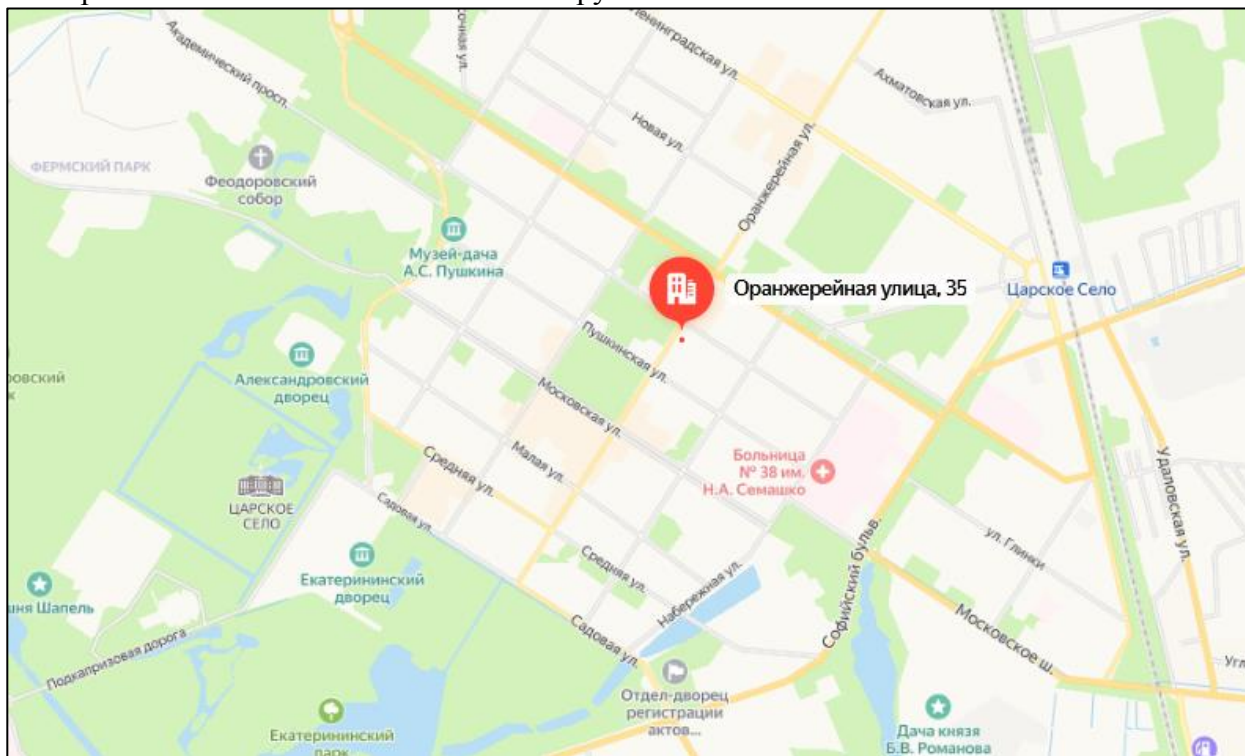 Ленинградская ул.
Академический просп.
Ахматовская ул.
Новая ул.
Оранжерейная ул.
ФЕРМСКИЙ ПАРК
Феодоровский
собор
Музей-дача
А.С. Пушкина
Царское Село
Оранжерейная улица, 35
Пушкинская ул.
Александровский
дворец
Московская ул.
Малая ул.
Больница
№ 38 им.
Н.А. Семашко
Средняя ул.
Удаловская ул.
ЦАРСКОЕ
СЕЛО
Садовая ул.
ул. Глинки
Екатерининский
дворец
Средняя ул.
Набережная ул.
Софийский бульв.
шня Шапель
Садовая ул.
Московское ш.
Подкапризовая дорога
Отдел-дворец
регистрации
актов...
Екатерининский
парк
Дача князя
Б.В. Романова